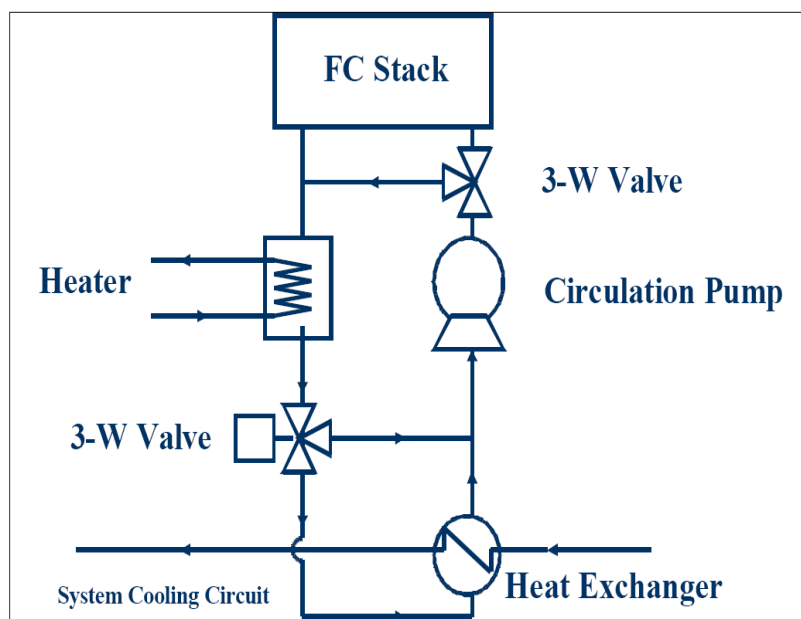 FC Stack
3-W Valve
Heater
Circulation Pump
3-W Valve
Heat Exchanger
System Cooling Circuit